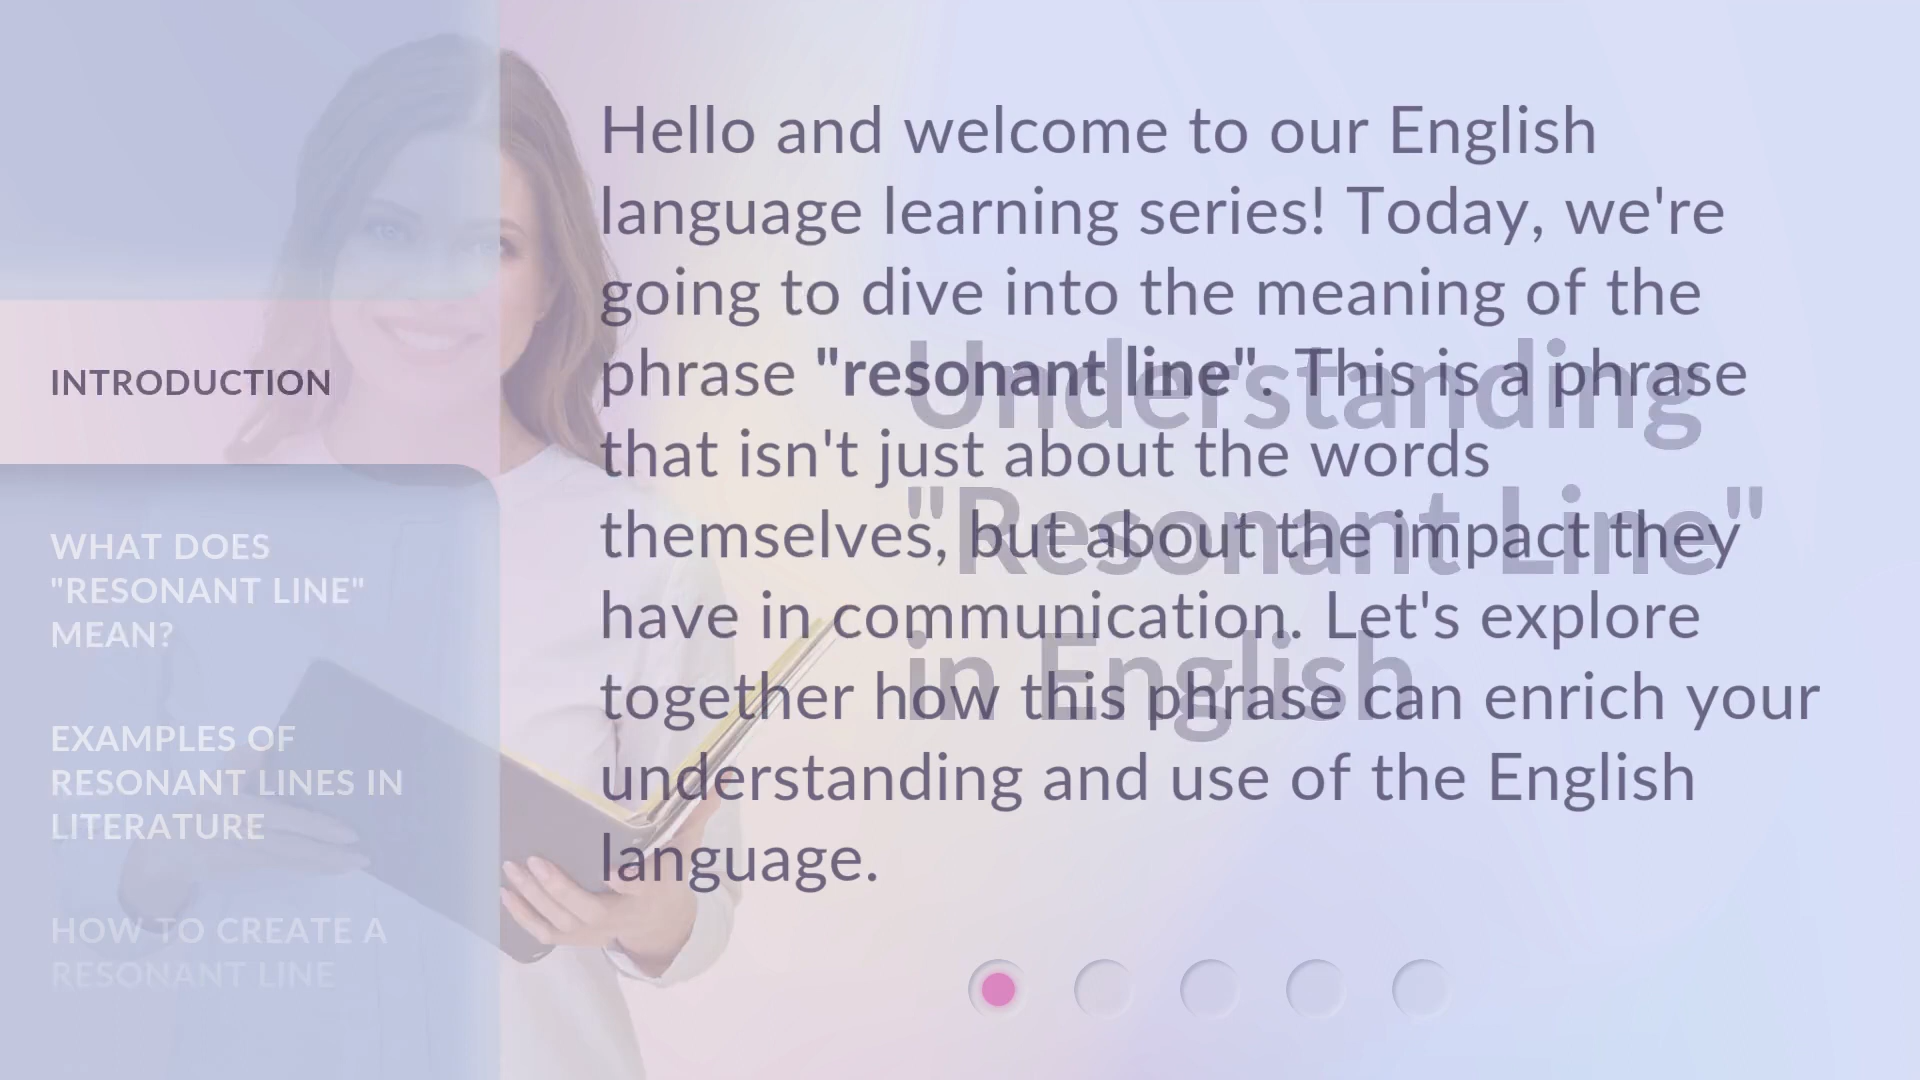 INTRODUCTION
WHAT DOES
"RESONANT LINE"
MEAN?
EXAMPLES OF
RESONANT LINES IN
LITERATURE
HOW TO CREATE A
RESONANT LINE
Hello and welcome to our English
language learning series! Today, we're
going to dive into the meaning of the
phrase "resonant line". This is a phrase
that isn't just about the words
themselves, but about the impact they
have in communication. Let's explore
together how this phrase can enrich your
understanding and use of the English
language.
Understanding
"Resonant Line"
in English